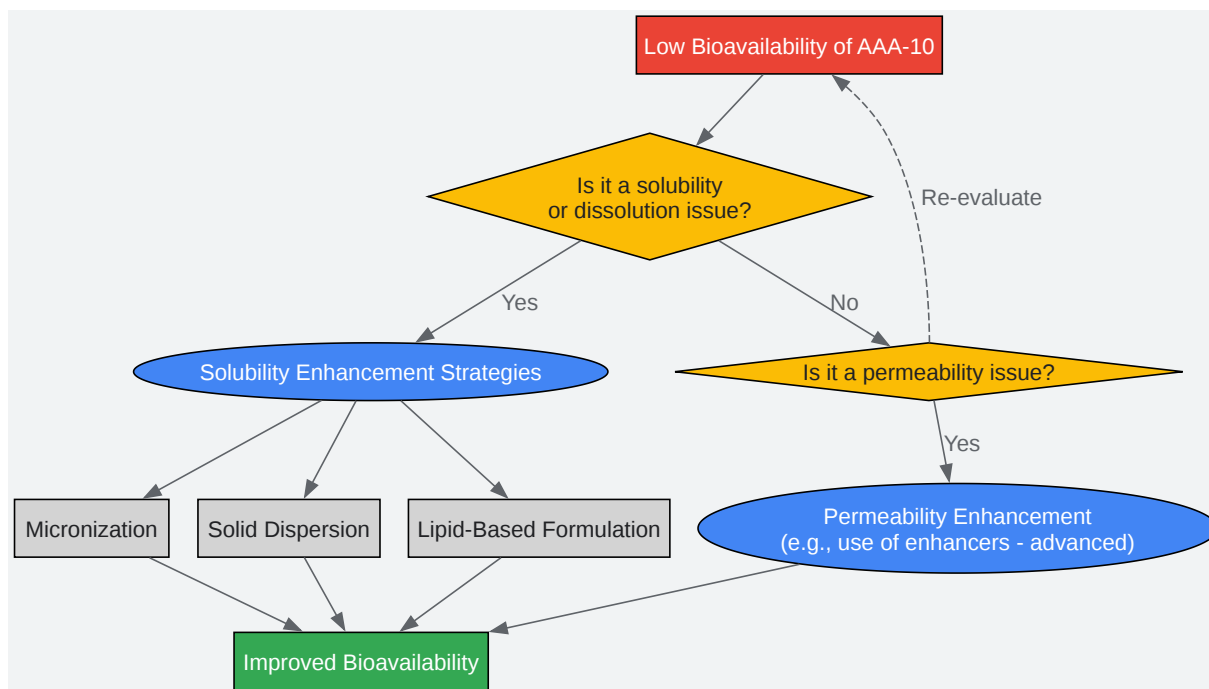 Low Bioavailability of AAA-10
Is it a solubility
or dissolution issue?
Re-evaluate
Yes
No
Solubility Enhancement Strategies
Is it a permeability issue?
Yes
Micronization
Solid Dispersion
Lipid-Based Formulation
Permeability Enhancement
(e.g., use of enhancers - advanced)
Improved Bioavailability